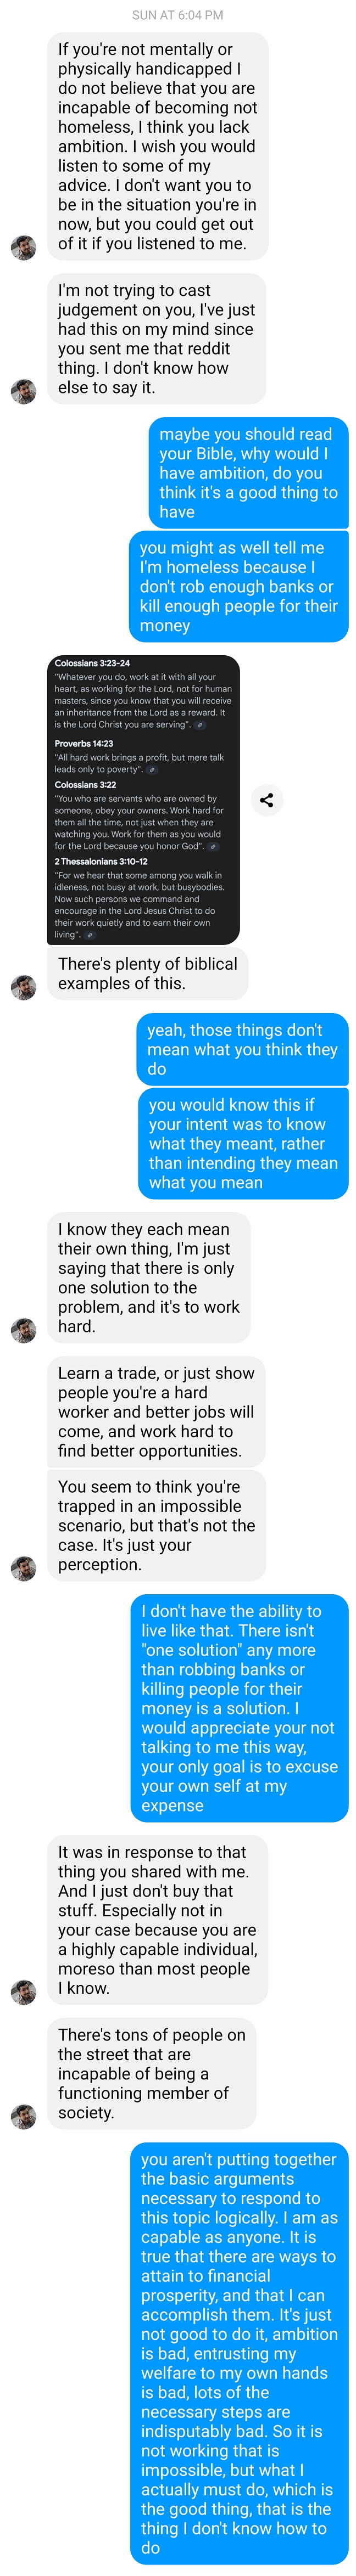 SUN AT 6:04 PM
If you're not mentally or
physically handicapped I
do not believe that you are
incapable of becoming not
homeless, I think you lack
ambition. I wish you would
listen to some of my
advice. I don't want you to
be in the situation you're in
now, but you could get out
of it if you listened to me.
I'm not trying to cast
judgement on you, I've just
had this on my mind since
you sent me that reddit
thing. I don't know how
else to say it.
maybe you should read
your Bible, why would I
have ambition, do you
think it's a good thing to
have
you might as well tell me
I'm homeless because I
don't rob enough banks or
kill enough people for their
money
Colossians 3:23-24
"Whatever you do, work at it with all your
heart, as working for the Lord, not for human
masters, since you know that you will receive
an inheritance from the Lord as a reward. It
is the Lord Christ you are serving".
Proverbs 14:23
"All hard work brings a profit, but mere talk
leads only to poverty".
Colossians 3:22
"You who are servants who are owned by
someone, obey your owners. Work hard for
them all the time, not just when they are
watching you. Work for them as you would
for the Lord because you honor God".
2 Thessalonians 3:10-12
"For we hear that some among you walk in
idleness, not busy at work, but busybodies.
Now such persons we command and
encourage in the Lord Jesus Christ to do
their work quietly and to earn their own
living".
There's plenty of biblical
examples of this.
yeah, those things don't
mean what you think they
do
you would know this if
your intent was to know
what they meant, rather
than intending they mean
what you mean
I know they each mean
their own thing, I'm just
saying that there is only
one solution to the
problem, and it's to work
hard.
Learn a trade, or just show
people you're a hard
worker and better jobs will
come, and work hard to
find better opportunities.
You seem to think you're
trapped in an impossible
scenario, but that's not the
case. It's just your
perception.
I don't have the ability to
live like that. There isn't
"one solution" any more
than robbing banks or
killing people for their
money is a solution. I
would appreciate your not
talking to me this way,
your only goal is to excuse
your own self at my
expense
It was in response to that
thing you shared with me.
And I just don't buy that
stuff. Especially not in
your case because you are
a highly capable individual,
moreso than most people
I know.
There's tons of people on
the street that are
incapable of being a
functioning member of
society.
you aren't putting together
the basic arguments
necessary to respond to
this topic logically. I am as
capable as anyone. It is
true that there are ways to
attain to financial
prosperity, and that I can
accomplish them. It's just
not good to do it, ambition
is bad, entrusting my
welfare to my own hands
is bad, lots of the
necessary steps are
indisputably bad. So it is
not working that is
impossible, but what I
actually must do, which is
the good thing, that is the
thing I don't know how to
do